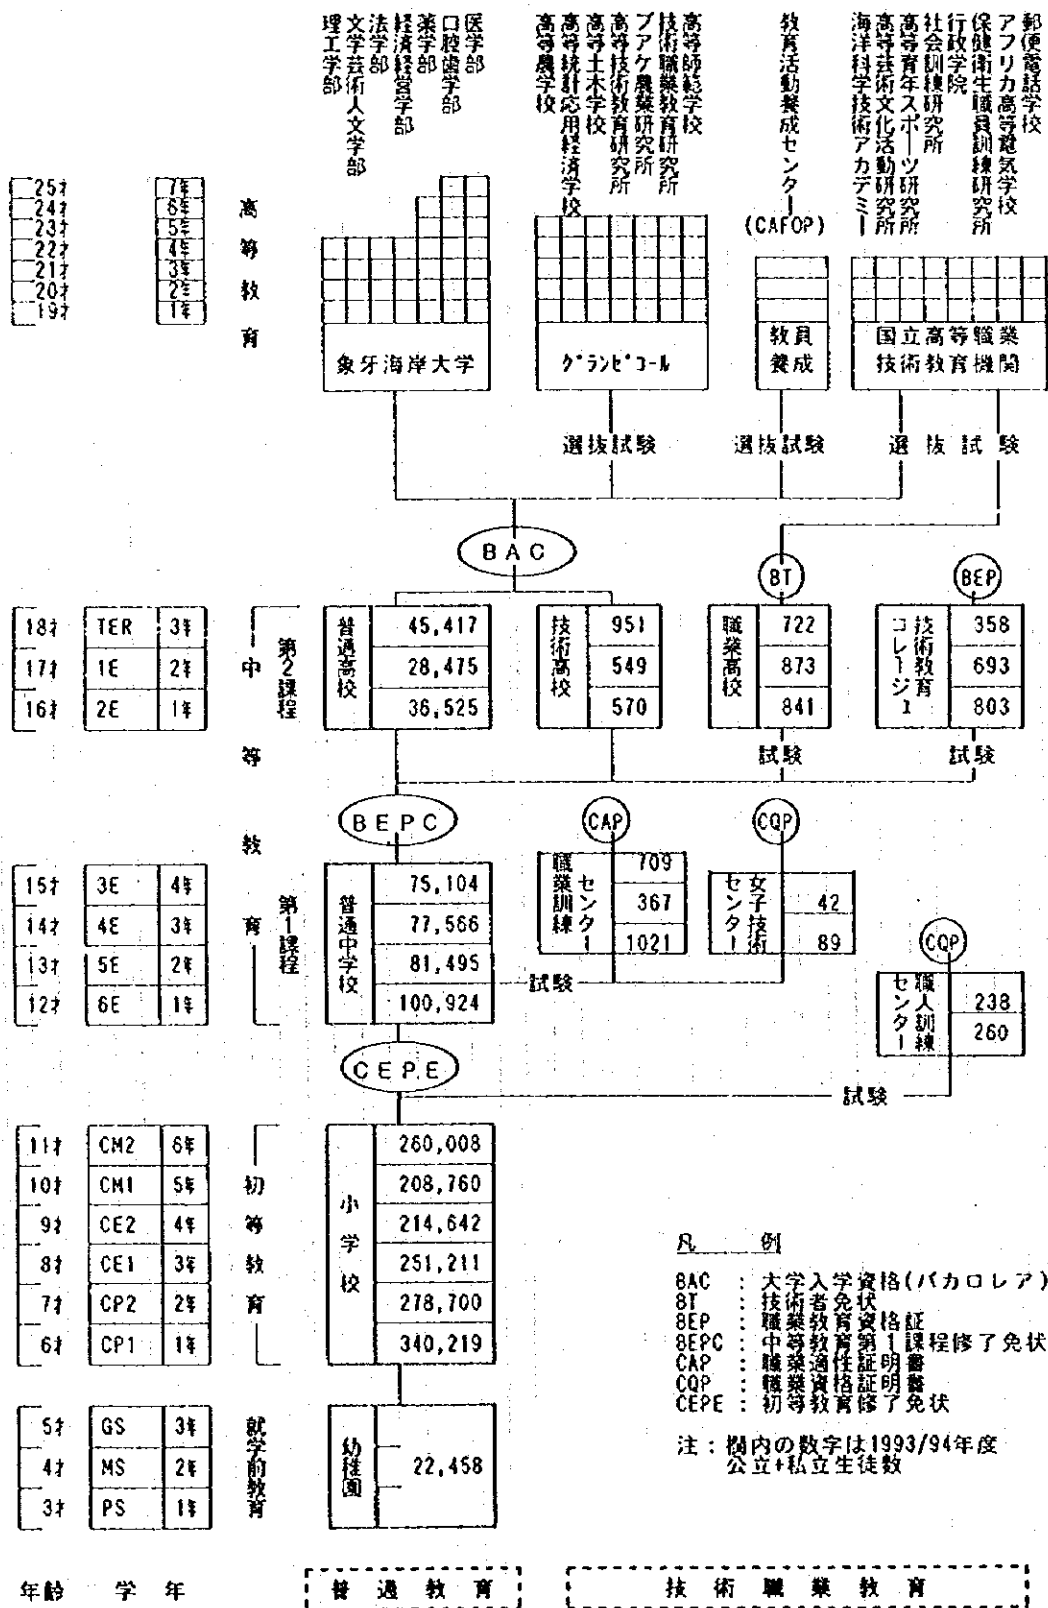 理工学部
文学芸術人文学部
法学部
経済経営学部
薬学部
口腔歯学部
医学部
高等農学校
高等統計応用経済学校
高等土木学校
高等技術教育研究所
ブアケ農業研究所
技術職業教育研究所
高等師範学校
教育活動養成センター
(CAFOP)
海洋科学技術アカデミー
高等芸術文化活動研究所
高等青年スポーツ研究所
社会訓練研究所
行政学院
保健衛生職員訓練研究所
アフリカ高等電気学校
郵便電話学校
25才 7年
24才 6年
23才 5年
22才 4年
21才 3年
20才 2年
19才 1年
高等教育
象牙海岸大学
グランゼコール
教員養成
国立高等職業技術教育機関
選抜試験 選抜試験 選抜試験
BAC
BT
BEP
18才 TER 3年
17才 1E 2年
16才 2E 1年
中等教育
第2課程
普通高校
45,417
28,475
36,525
技術高校
951
549
570
職業高校
722
873
841
技術教育コレージュ
358
693
803
試験 試験
BEPC
CAP
CQP
15才 3E 4年
14才 4E 3年
13才 5E 2年
12才 6E 1年
第1課程
普通中学校
75,104
77,566
81,495
100,924
職業訓練センター
709
367
1021
女子技術センター
42
89
試験
CQP
職人訓練センター
238
260
CEPE
試験
11才 CM2 6年
10才 CM1 5年
9才 CE2 4年
8才 CE1 3年
7才 CP2 2年
6才 CP1 1年
初等教育
小学校
260,008
208,760
214,642
251,211
278,700
340,219
5才 GS 3年
4才 MS 2年
3才 PS 1年
就学前教育
幼稚園
22,458
凡 例
BAC : 大学入学資格(バカロレア)
BT : 技術者免状
BEP : 職業教育資格証
BEPC : 中等教育第1課程修了免状
CAP : 職業適性証明書
CQP : 職業資格証明書
CEPE : 初等教育修了免状
注 : 欄内の数字は1993/94年度
公立+私立生徒数
年齢 学年 普通教育 技術職業教育